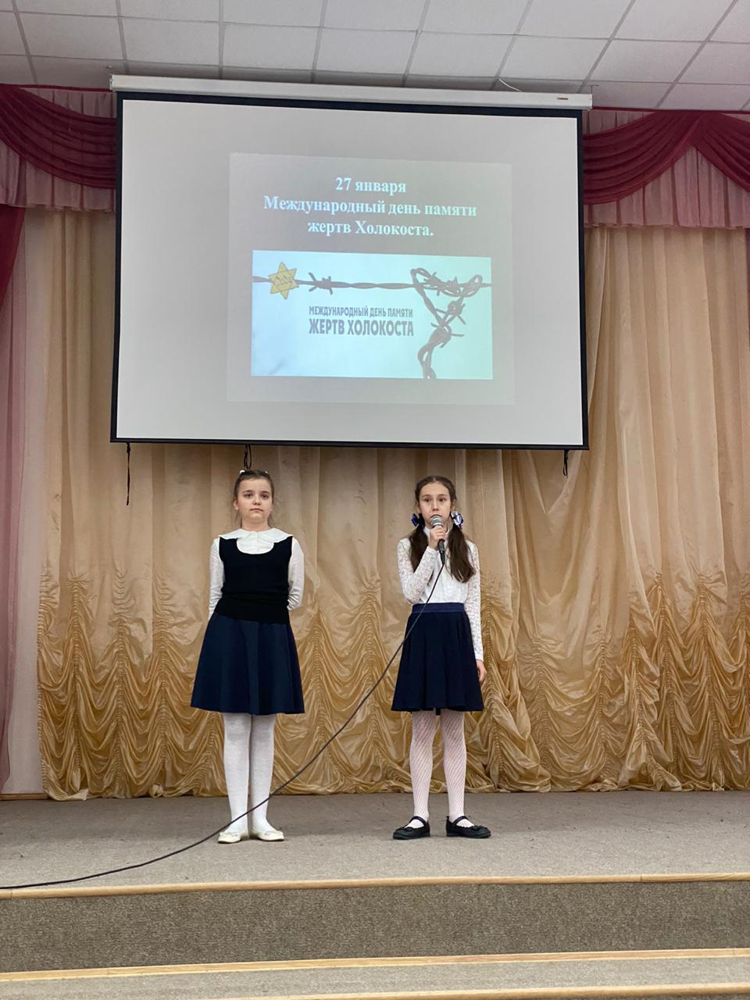 27 января
Международный день памяти
жертв Холокоста.
МЕЖДУНАРОДНЫЙ ДЕНЬ ПАМЯТИ
ЖЕРТВ ХОЛОКОСТА